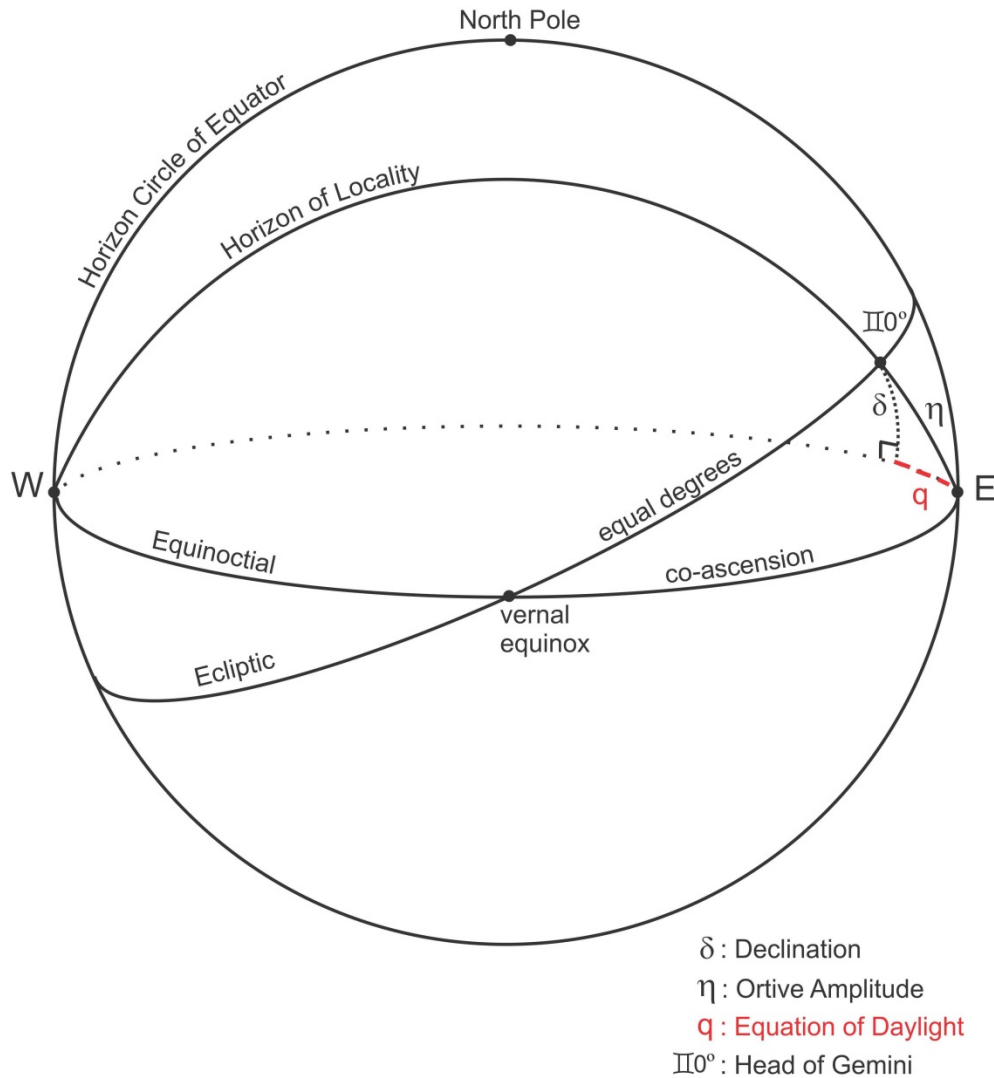 North Pole
Horizon Circle of Equator
Horizon of Locality
♊0º
δ
η
W
E
q
equal degrees
Equinoctial
co-ascension
vernal
equinox
Ecliptic
δ : Declination
η : Ortive Amplitude
q : Equation of Daylight
♊0º : Head of Gemini